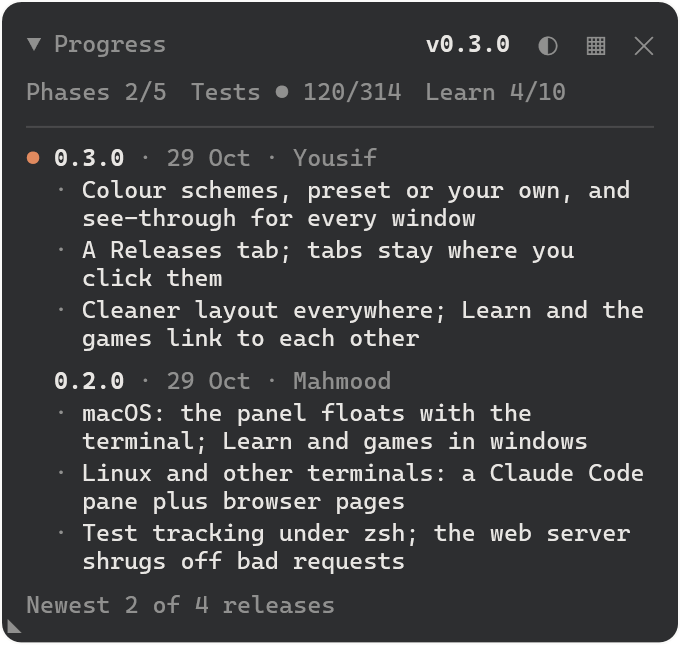 ▼ Progress v0.3.0
Phases 2/5 Tests ● 120/314 Learn 4/10
● 0.3.0 · 29 Oct · Yousif
· Colour schemes, preset or your own, and
see-through for every window
· A Releases tab; tabs stay where you
click them
· Cleaner layout everywhere; Learn and the
games link to each other
0.2.0 · 29 Oct · Mahmood
· macOS: the panel floats with the
terminal; Learn and games in windows
· Linux and other terminals: a Claude Code
pane plus browser pages
· Test tracking under zsh; the web server
shrugs off bad requests
Newest 2 of 4 releases